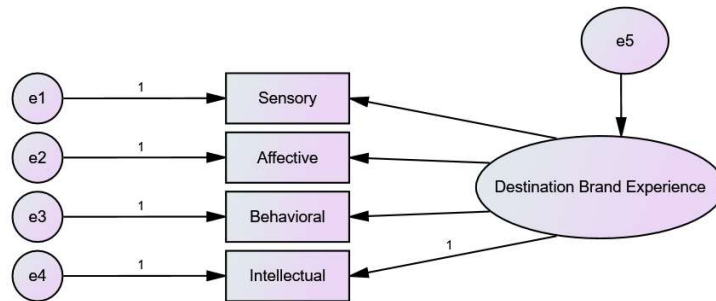 e5
e1
1
Sensory
e2
1
Affective
Destination Brand Experience
e3
1
Behavioral
1
e4
1
Intellectual